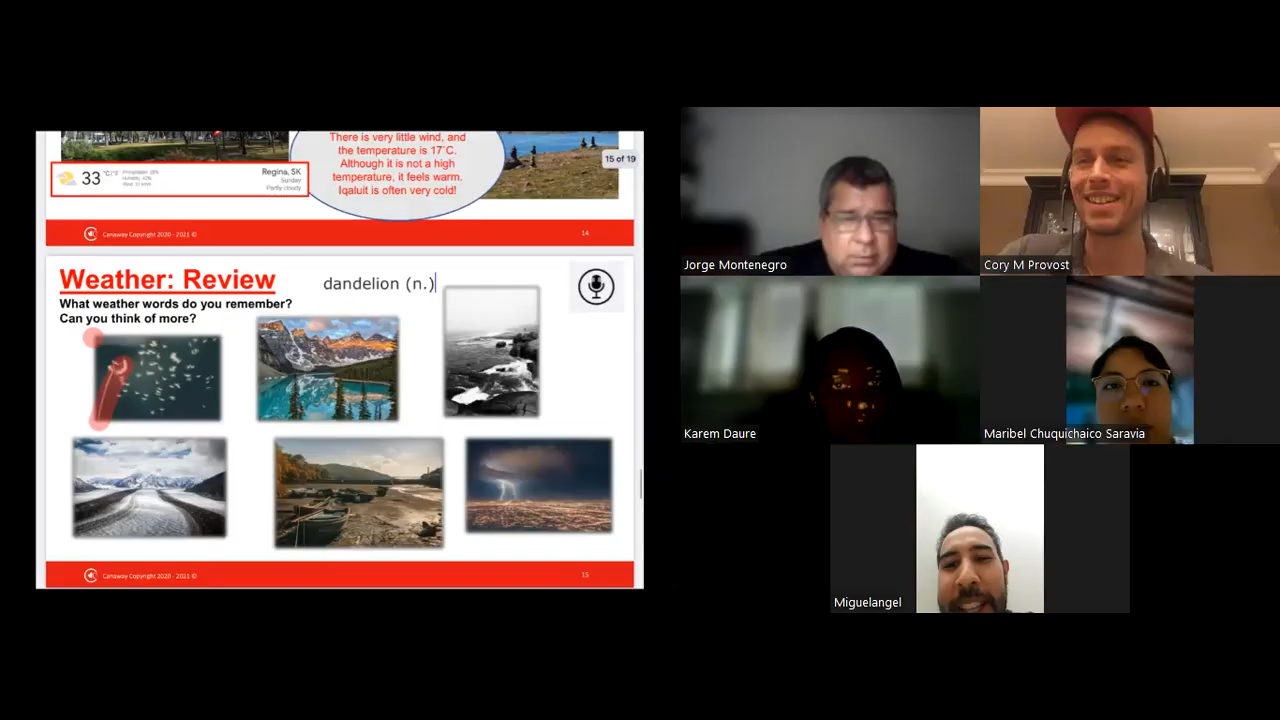 There is very little wind, and
the temperature is 17°C.
Although it is not a high
temperature, it feels warm.
Iqaluit is often very cold!
15 of 19
33
°C
Regina, SK
Sunday
Partly cloudy
Canaway Copyright 2020 - 2021 ©
14
Weather: Review
dandelion (n.)
What weather words do you remember?
Can you think of more?
Canaway Copyright 2020 - 2021 ©
15
Jorge Montenegro
Cory M Provost
Karem Daure
Maribel Chuquichaico Saravia
Miguelangel